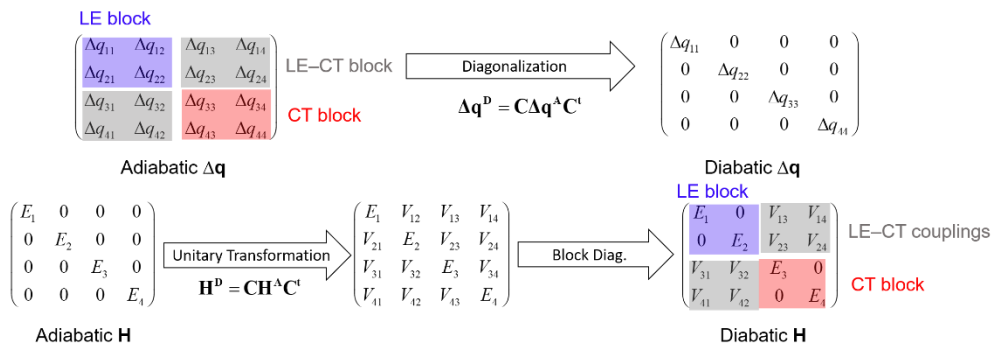 LE block
Δq11 Δq12 Δq13 Δq14
Δq21 Δq22 Δq23 Δq24
Δq31 Δq32 Δq33 Δq34
Δq41 Δq42 Δq43 Δq44
LE–CT block
CT block
Adiabatic Δq
Diagonalization
Δq^D = CΔq^A C^t
Δq11 0 0 0
0 Δq22 0 0
0 0 Δq33 0
0 0 0 Δq44
Diabatic Δq
E1 0 0 0
0 E2 0 0
0 0 E3 0
0 0 0 E4
Adiabatic H
Unitary Transformation
H^D = CH^A C^t
E1 V12 V13 V14
V21 E2 V23 V24
V31 V32 E3 V34
V41 V42 V43 E4
Block Diag.
LE block
E1 0 V13 V14
0 E2 V23 V24
V31 V32 E3 0
V41 V42 0 E4
LE–CT couplings
CT block
Diabatic H